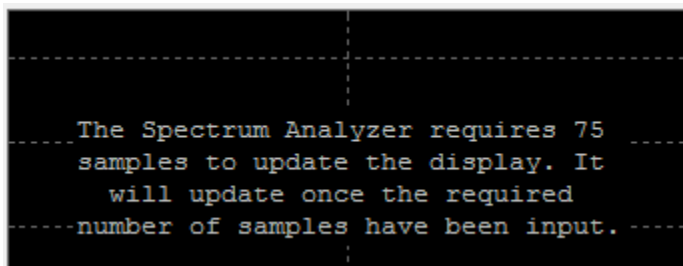 The Spectrum Analyzer requires 75
samples to update the display. It
will update once the required
number of samples have been input.